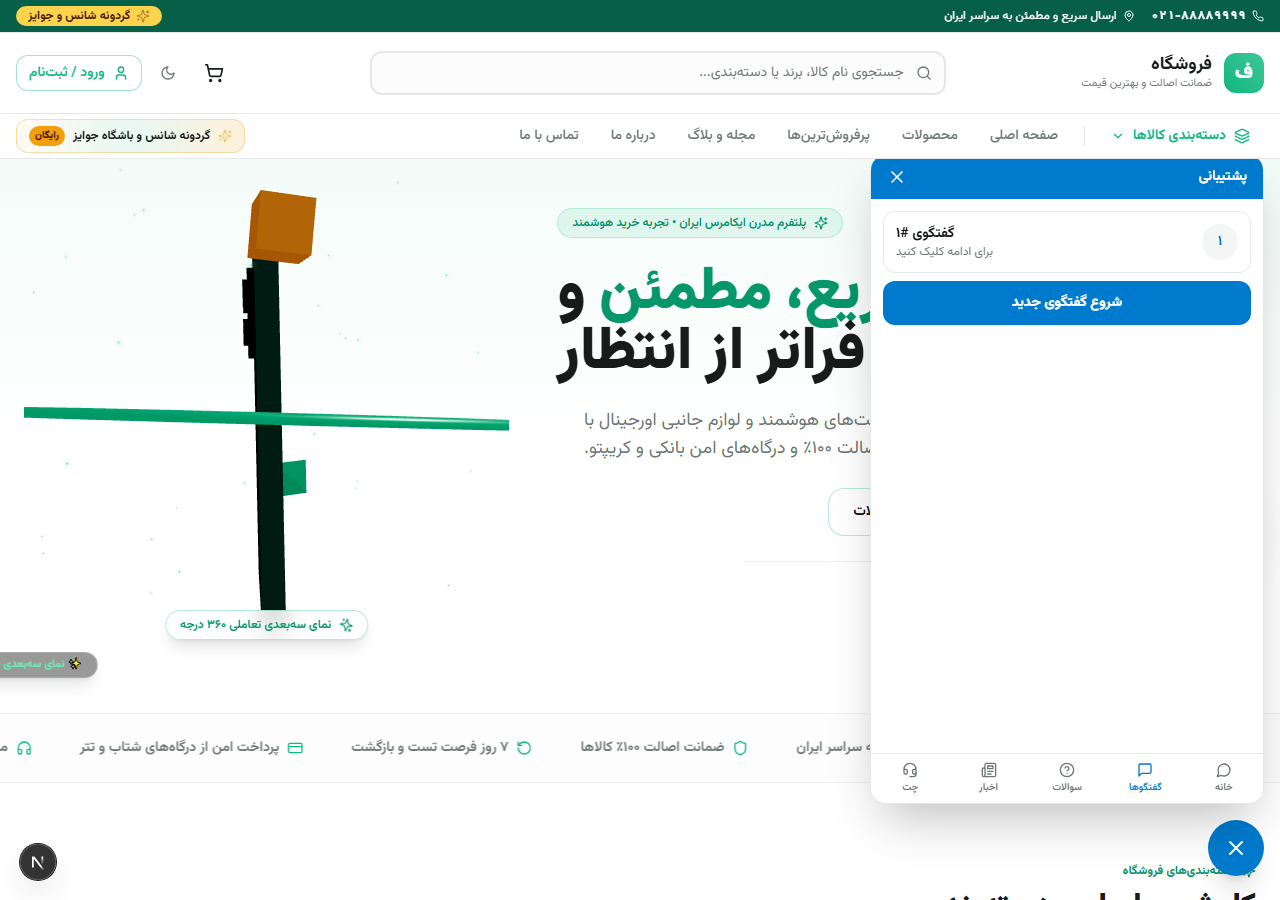 ۰۲۱-۸۸۸۸۹۹۹۹
ارسال سریع و مطمئن به سراسر ایران
گردونه شانس و جوایز
ف
فروشگاه
ضمانت اصالت و بهترین قیمت
جستجوی نام کالا، برند یا دسته‌بندی...
ورود / ثبت‌نام
دسته‌بندی کالاها
صفحه اصلی
محصولات
پرفروش‌ترین‌ها
مجله و بلاگ
درباره ما
تماس با ما
گردونه شانس و باشگاه جوایز
رایگان
پشتیبانی
۱
گفتگوی #۱
برای ادامه کلیک کنید
شروع گفتگوی جدید
خانه
گفتگوها
سوالات
اخبار
چت
پلتفرم مدرن ایکامرس ایران • تجربه خرید هوشمند
مطمئن و
فراتر از انتظار
هوشمند و لوازم جانبی اورجینال با
۱۰۰٪ و درگاه‌های امن بانکی و کریپتو.
نمای سه‌بعدی تعاملی ۳۶۰ درجه
نمای سه‌بعدی
سراسر ایران
ضمانت اصالت ۱۰۰٪ کالاها
۷ روز فرصت تست و بازگشت
پرداخت امن از درگاه‌های شتاب و تتر
N
فروشگاه